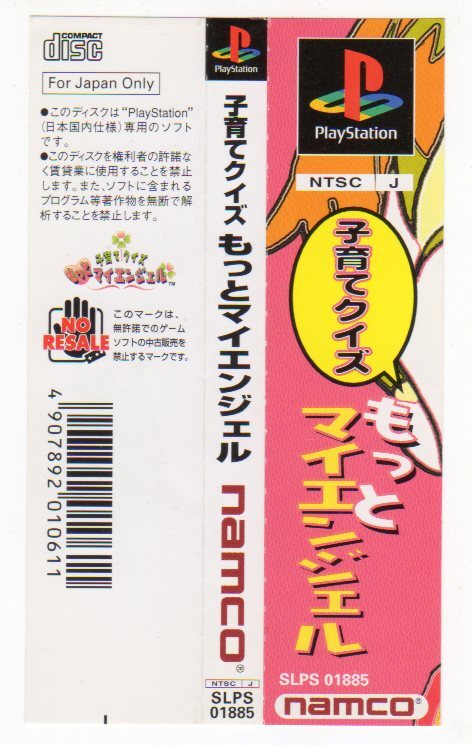 COMPACT
disc
For Japan Only
●このディスクは“PlayStation”
(日本国内仕様)専用のソフト
です。
●このディスクを権利者の許諾な
く賃貸業に使用することを禁止
します。また、ソフトに含まれる
プログラム等著作物を無断で解
析することを禁止します。
子育てクイズ
もっとマイエンジェル™
NO
RESALE
このマークは、
無許諾でのゲーム
ソフトの中古販売を
禁止するマークです。
4907892010611
PlayStation
子育てクイズ もっとマイエンジェル
namco®
NTSC J
SLPS
01885
PlayStation
NTSC J
子育てクイズ
もっと
マイエンジェル
SLPS 01885
namco®